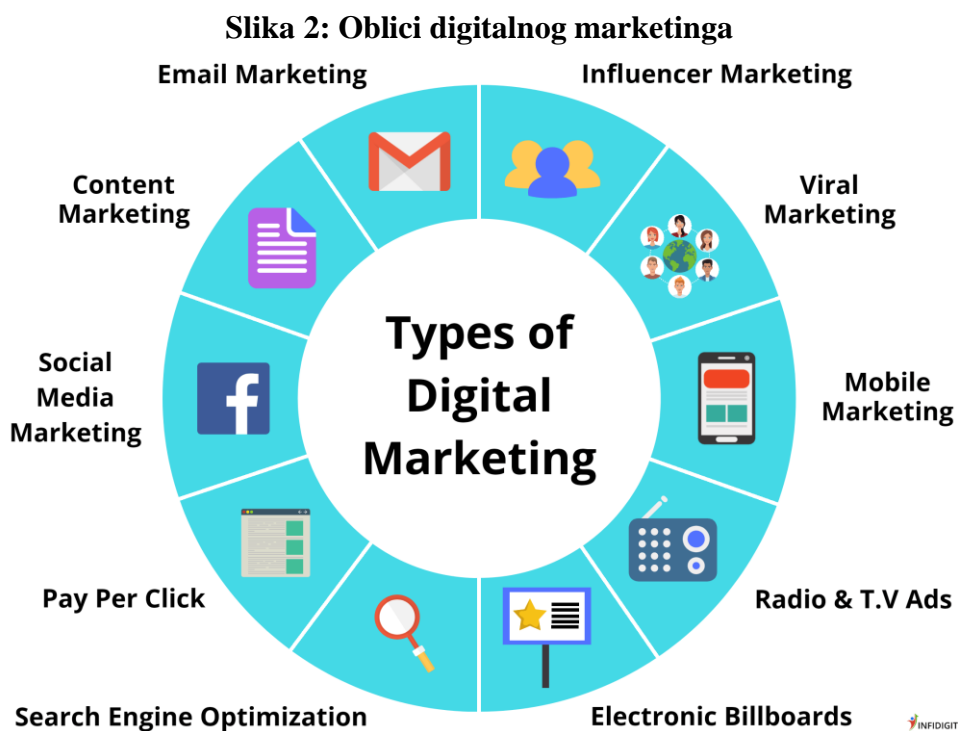 Slika 2: Oblici digitalnog marketinga
Email Marketing
Influencer Marketing
Content
Marketing
Viral
Marketing
Types of
Digital
Marketing
Social
Media
Marketing
Mobile
Marketing
Pay Per Click
Radio & T.V Ads
Search Engine Optimization
Electronic Billboards
INFIDIGIT